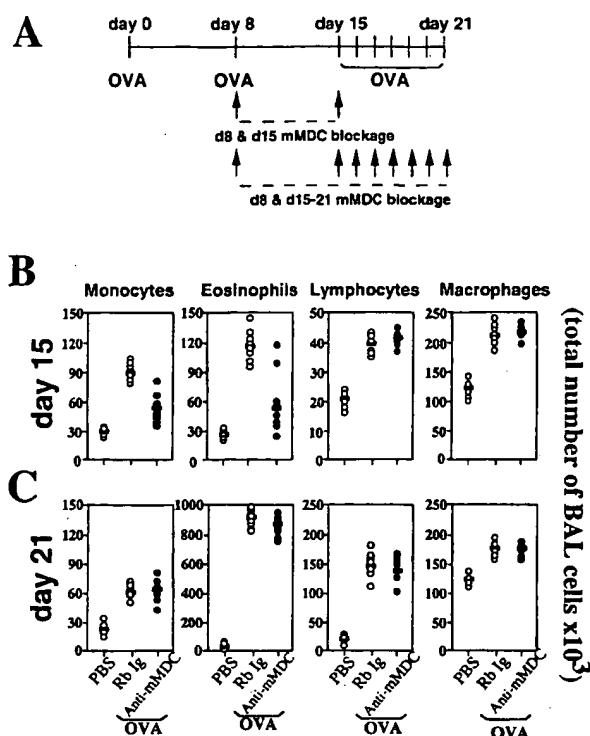 A
day 0 day 8 day 15 day 21
OVA OVA OVA
d8 & d15 mMDC blockage
d8 & d15-21 mMDC blockage
B
Monocytes Eosinophils Lymphocytes Macrophages
day 15
150 150 50 250
120 120 40 200
90 90 30 150
60 60 20 100
30 30 10 50
0 0 0 0
C
day 21
150 1000 250 250
120 800 200 200
90 600 150 150
60 400 100 100
30 200 50 50
0 0 0 0
PBS Rb Ig Anti-mMDC PBS Rb Ig Anti-mMDC PBS Rb Ig Anti-mMDC PBS Rb Ig Anti-mMDC
OVA OVA OVA OVA
(total number of BAL cells x10³)